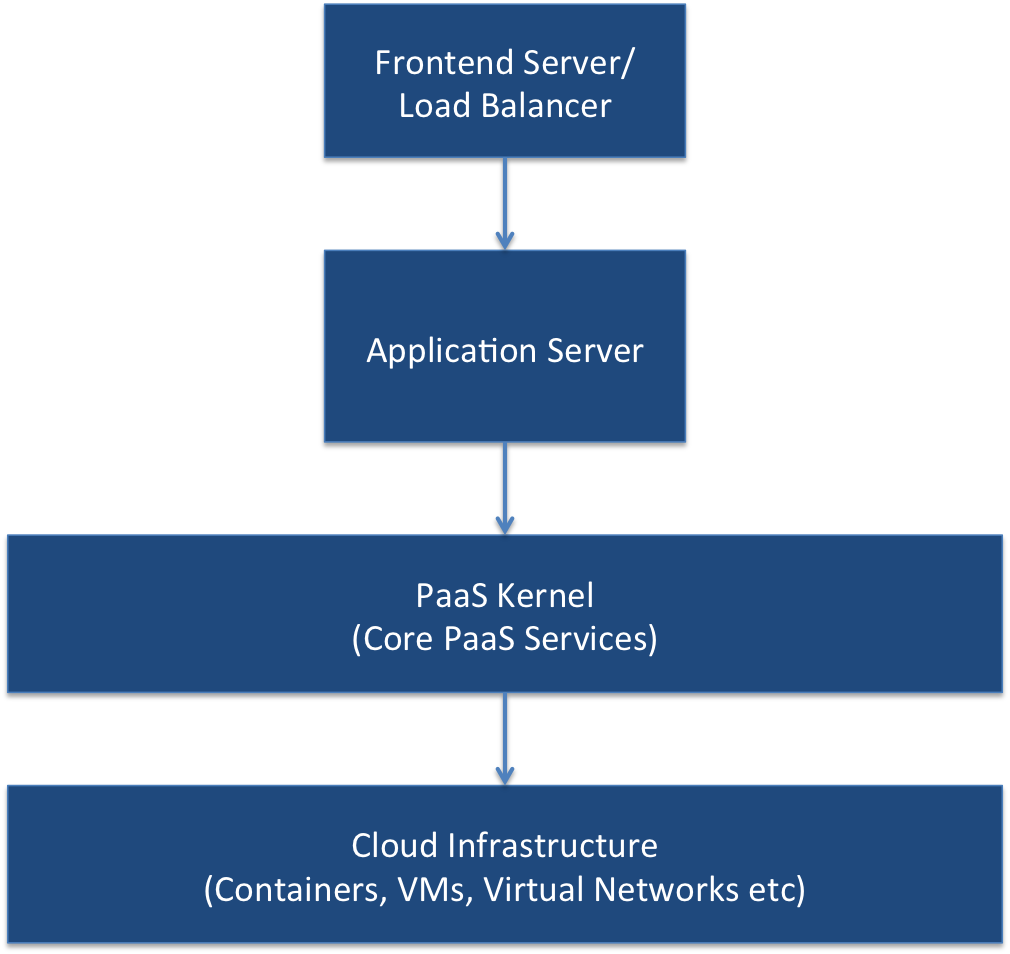 Frontend Server/
Load Balancer
Application Server
PaaS Kernel
(Core PaaS Services)
Cloud Infrastructure
(Containers, VMs, Virtual Networks etc)